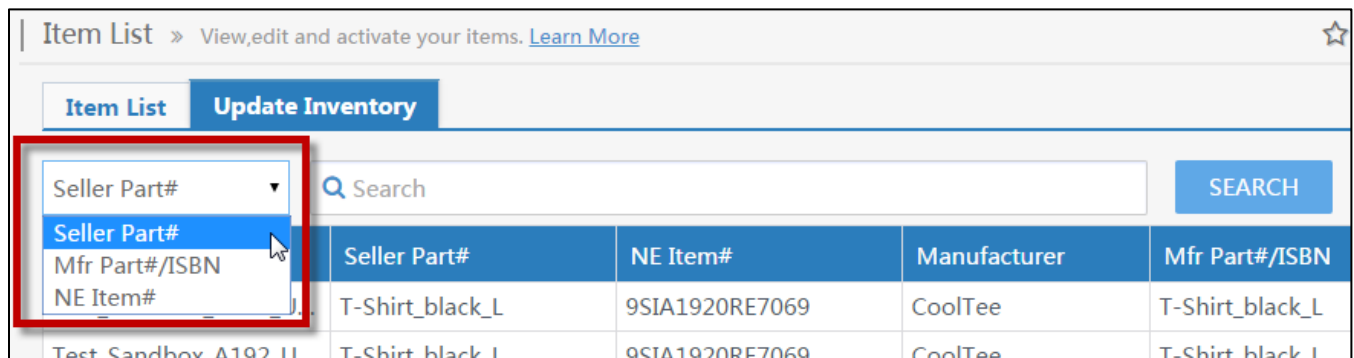 Item List » View,edit and activate your items. Learn More
Item List Update Inventory
Seller Part# Search SEARCH
Seller Part#
Mfr Part#/ISBN
NE Item#
Seller Part# NE Item# Manufacturer Mfr Part#/ISBN
T-Shirt_black_L 9SIA1920RE7069 CoolTee T-Shirt_black_L
Test_Sandbox_A192_U... T-Shirt_black_L 9SIA1920RE7069 CoolTee T-Shirt_black_L